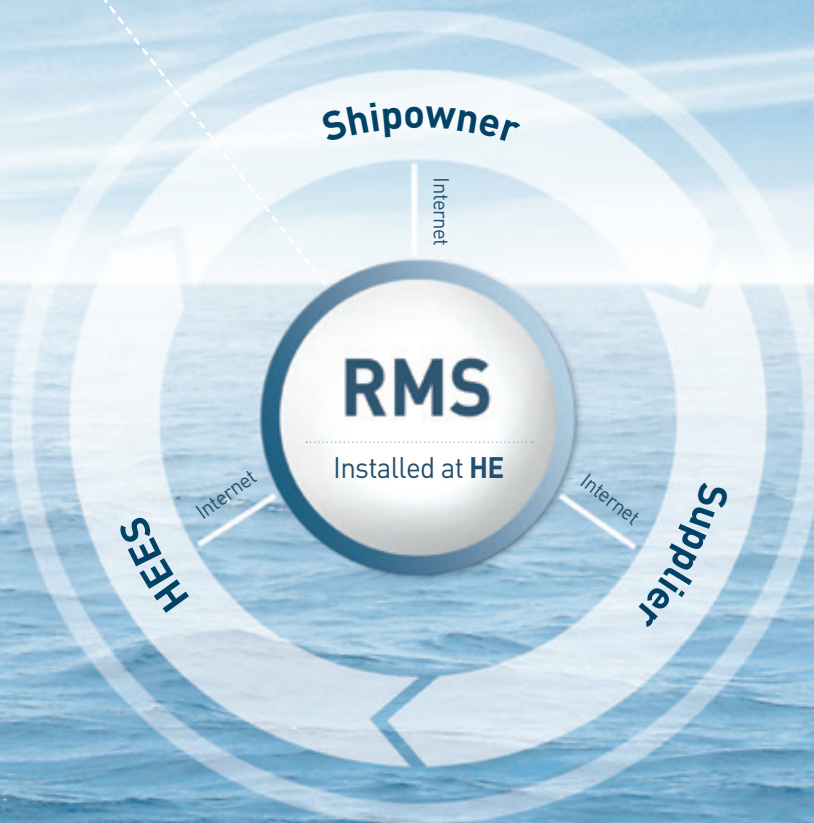 Shipowner
Internet
RMS
Installed at HE
Internet
Internet
HEES
Supplier